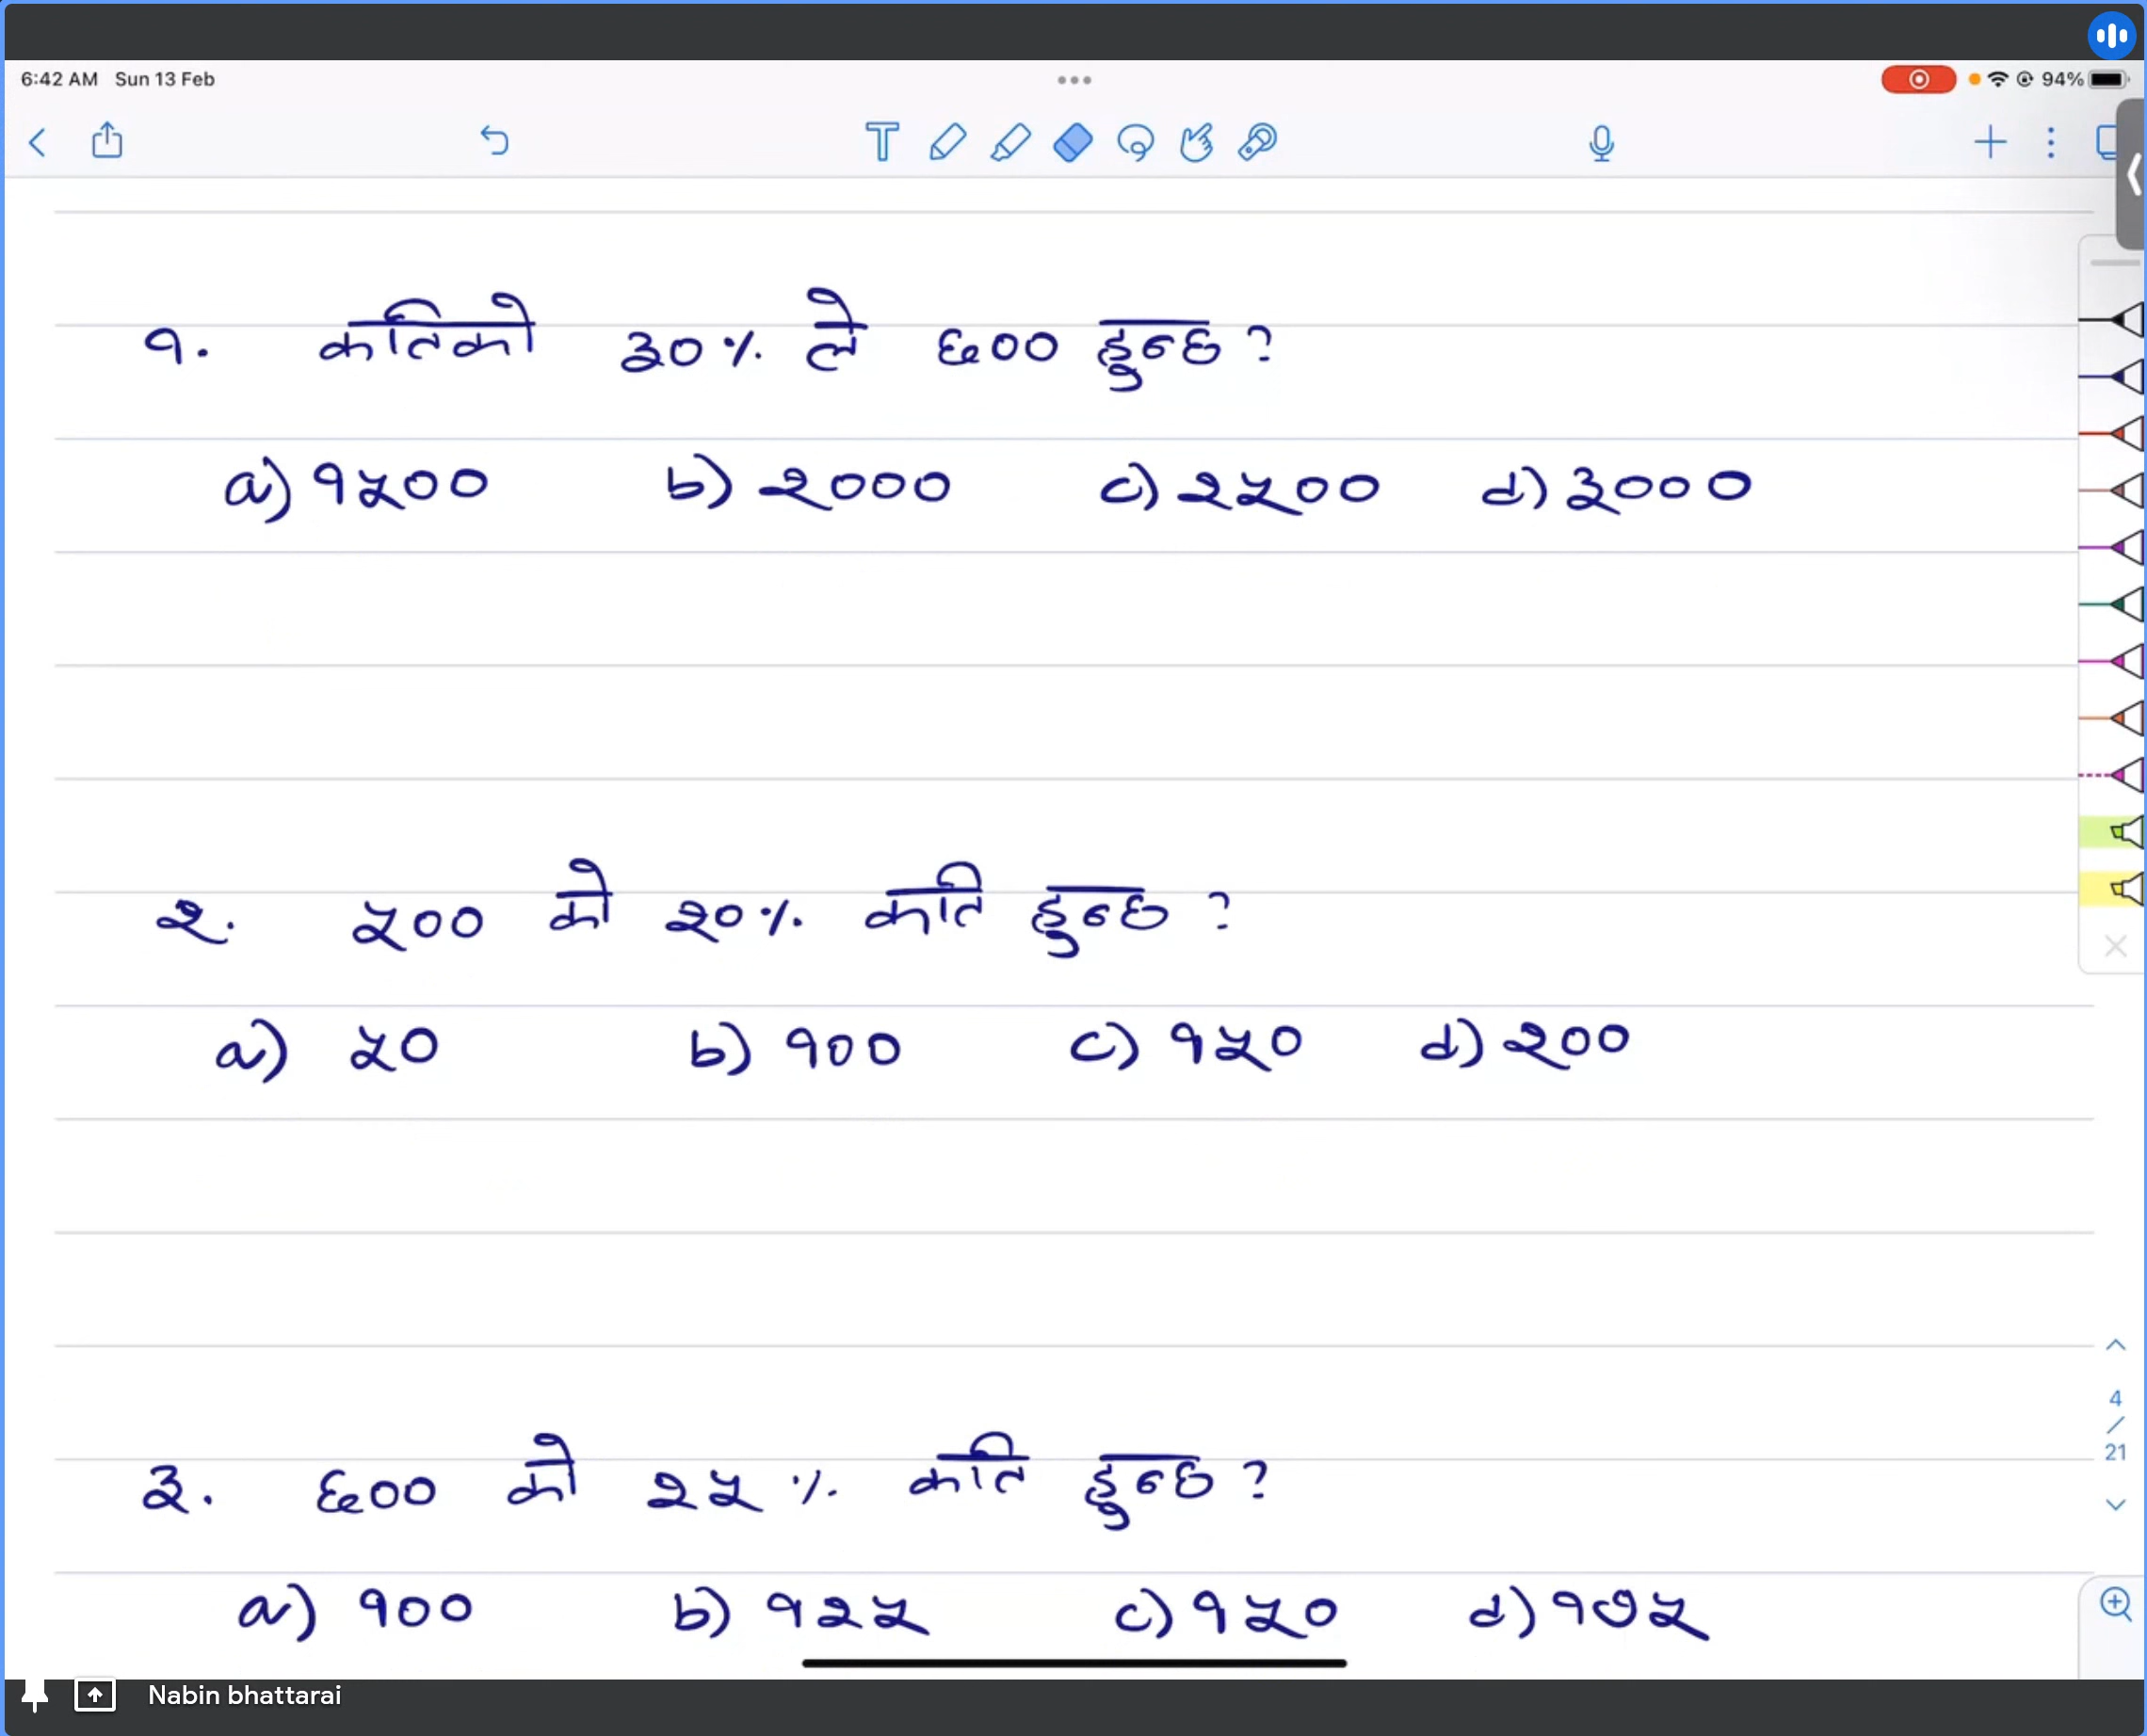 6:42 AM Sun 13 Feb
94%
१. कतिको ३०% ले ६०० हुन्छ ?
a) १५०० b) २००० c) २५०० d) ३०००
२. ५०० को २०% कति हुन्छ ?
a) ५० b) १०० c) १५० d) २००
३. ६०० को २५ % कति हुन्छ ?
a) १०० b) १२५ c) १५० d) १७५
4
/
21
Nabin bhattarai